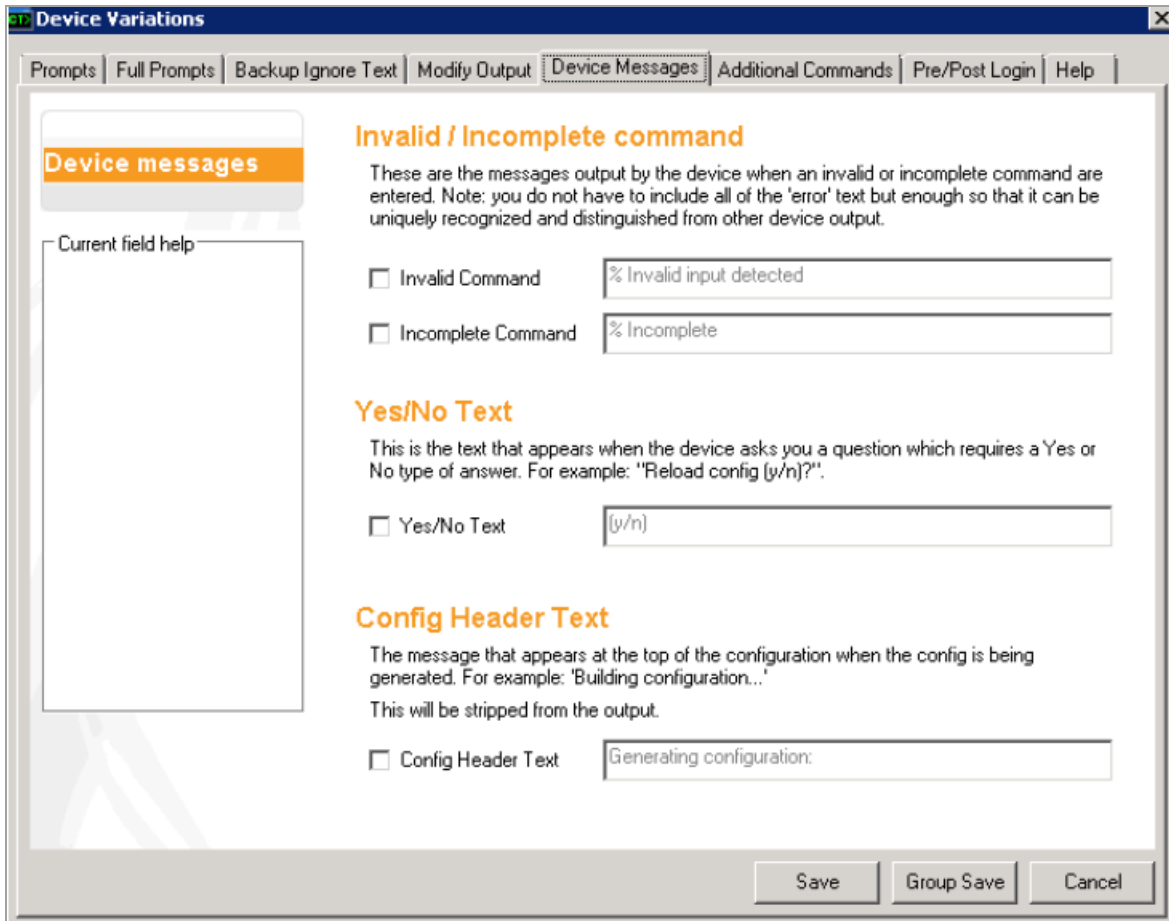 CT> Device Variations
Prompts Full Prompts Backup Ignore Text Modify Output Device Messages Additional Commands Pre/Post Login Help
Device messages
Current field help
Invalid / Incomplete command
These are the messages output by the device when an invalid or incomplete command are
entered. Note: you do not have to include all of the 'error' text but enough so that it can be
uniquely recognized and distinguished from other device output.
Invalid Command % Invalid input detected
Incomplete Command % Incomplete
Yes/No Text
This is the text that appears when the device asks you a question which requires a Yes or
No type of answer. For example: "Reload config (y/n)?".
Yes/No Text (y/n)
Config Header Text
The message that appears at the top of the configuration when the config is being
generated. For example: 'Building configuration...'
This will be stripped from the output.
Config Header Text Generating configuration:
Save Group Save Cancel